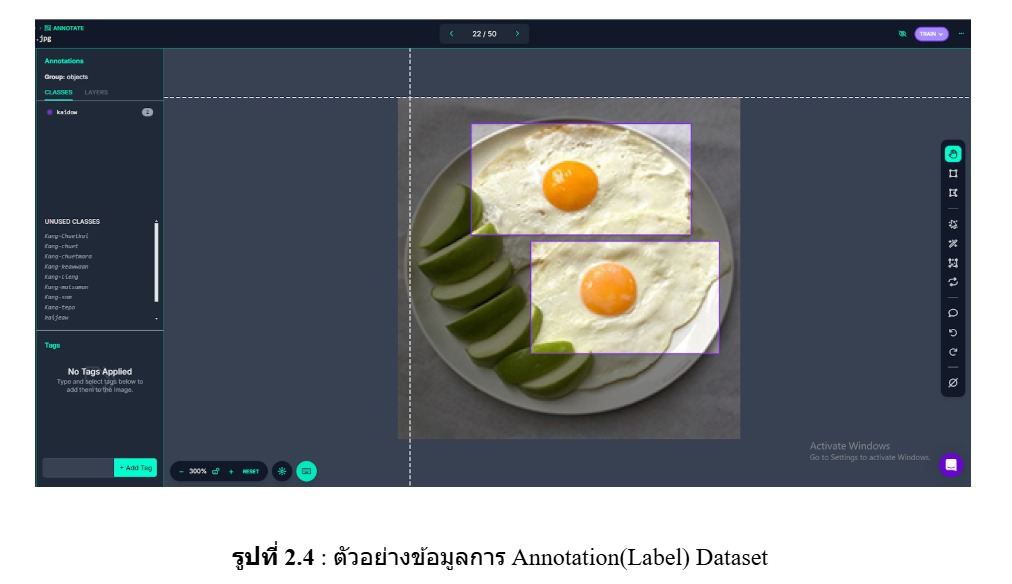 ANNOTATE
.jpg
22 / 50
TRAIN
Annotations
Group: objects
CLASSES LAYERS
kaidow 2
UNUSED CLASSES
Kang-Chuethai
Kang-chuet
Kang-chuetmara
Kang-keawwaan
Kang-Lieng
Kang-matsaman
Kang-som
Kang-tepo
kaijeaw
Tags
No Tags Applied
Type and select tags below to
add them to the image.
+ Add Tag
− 300% + RESET
Activate Windows
Go to Settings to activate Windows.
รูปที่ 2.4 : ตัวอย่างข้อมูลการ Annotation(Label) Dataset